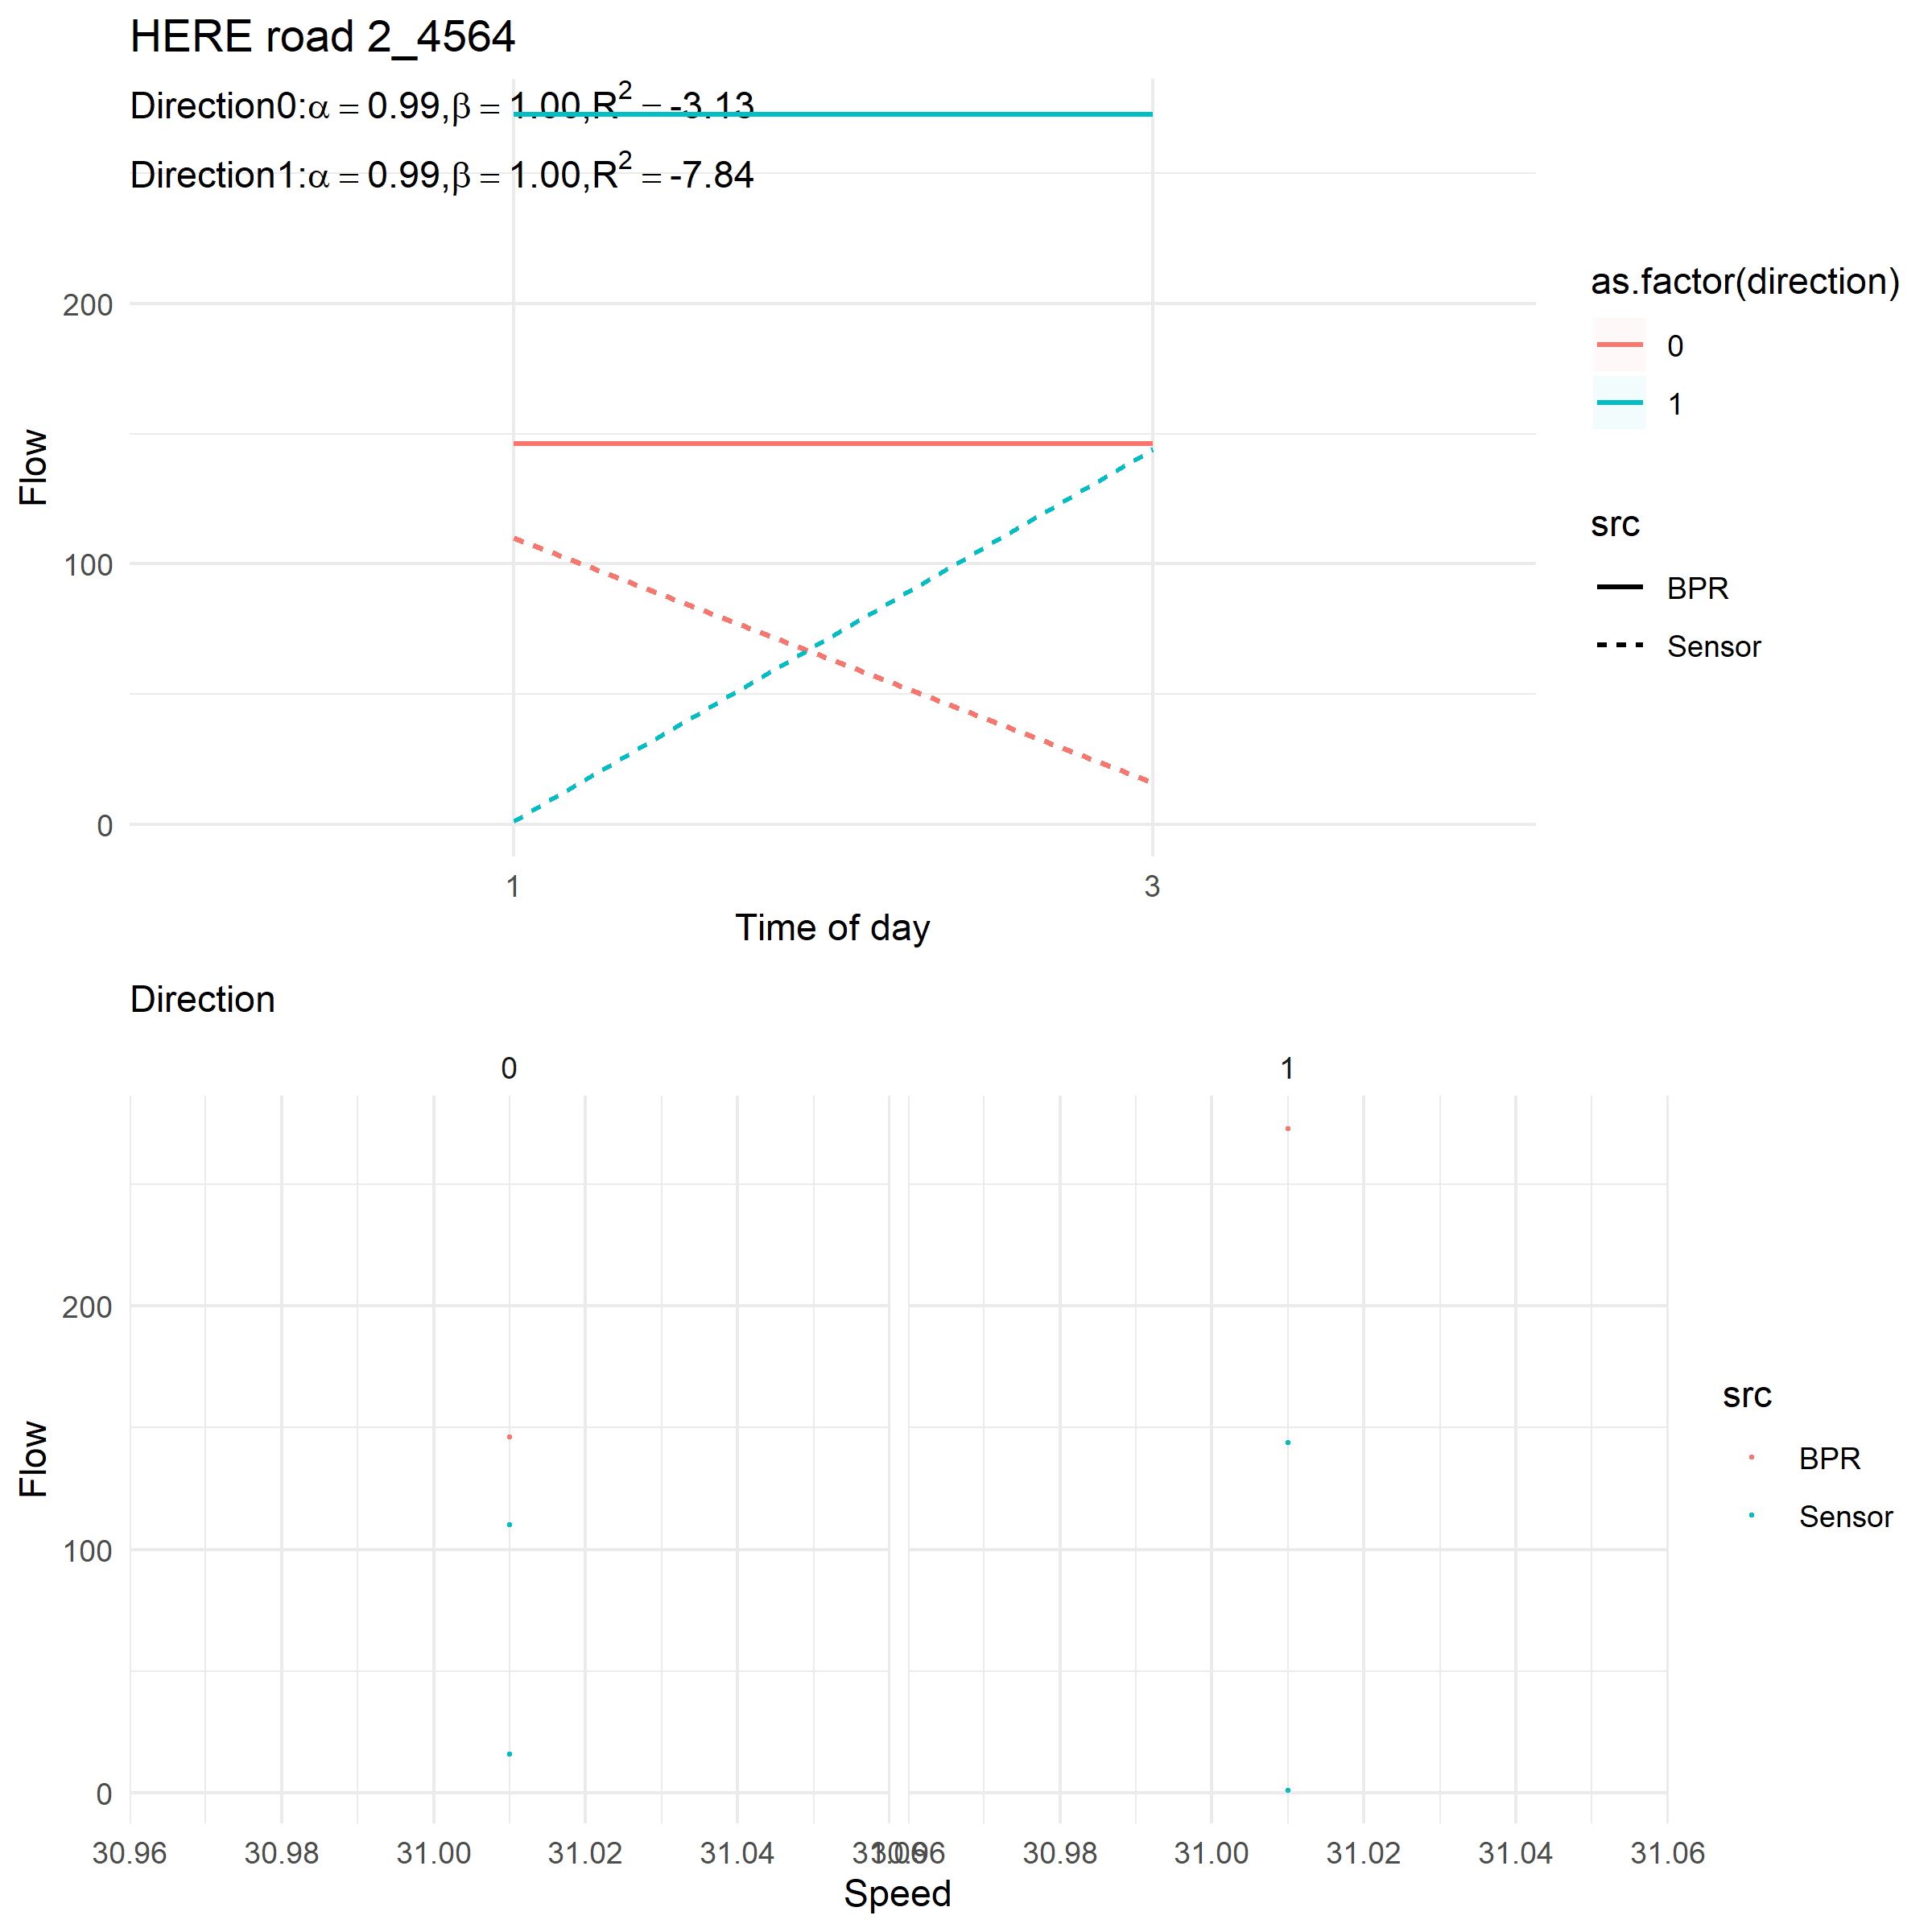 HERE road 2_4564
Direction0:α = 0.99,β = 1.00,R² = -3.13
Direction1:α = 0.99,β = 1.00,R² = -7.84
200
100
0
Flow
1 3
Time of day
as.factor(direction)
0
1
src
BPR
Sensor
Direction
0 1
200
100
0
Flow
30.96 30.98 31.00 31.02 31.04 31.06 30.96 30.98 31.00 31.02 31.04 31.06
Speed
src
BPR
Sensor